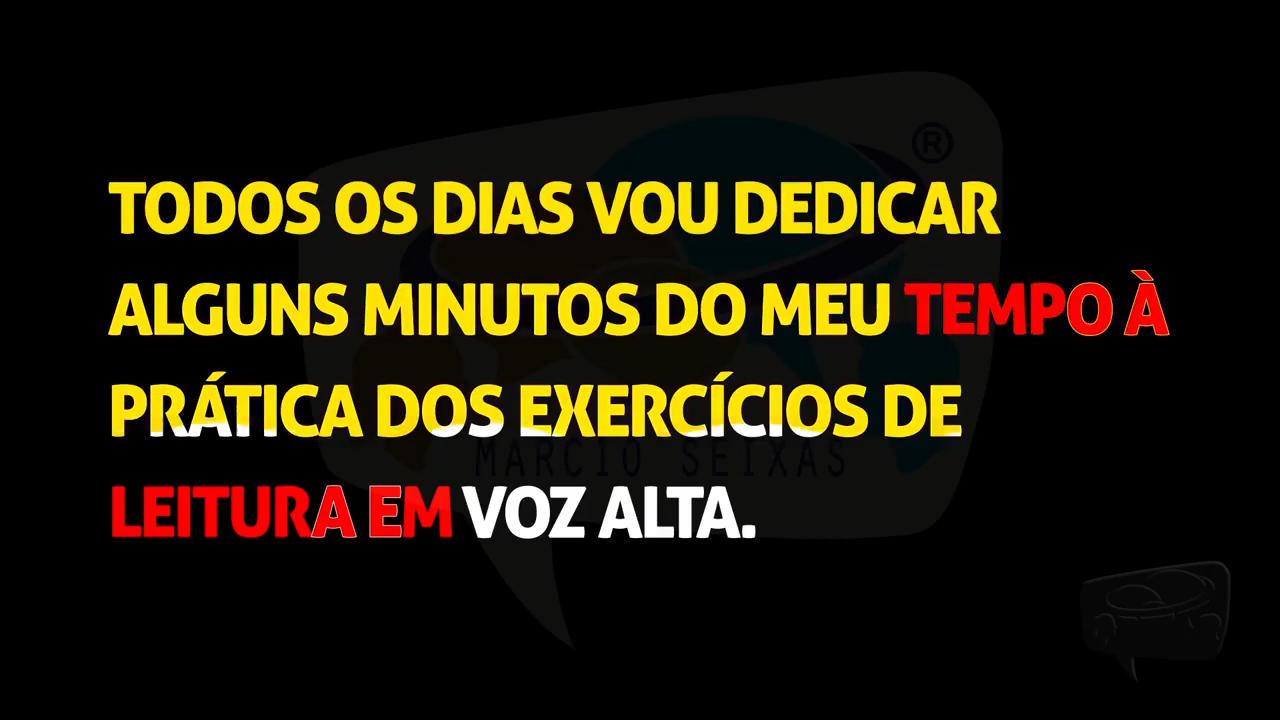 TODOS OS DIAS VOU DEDICAR
ALGUNS MINUTOS DO MEU TEMPO À
PRÁTICA DOS EXERCÍCIOS DE
LEITURA EM VOZ ALTA.
MARCIO SEIXAS
®